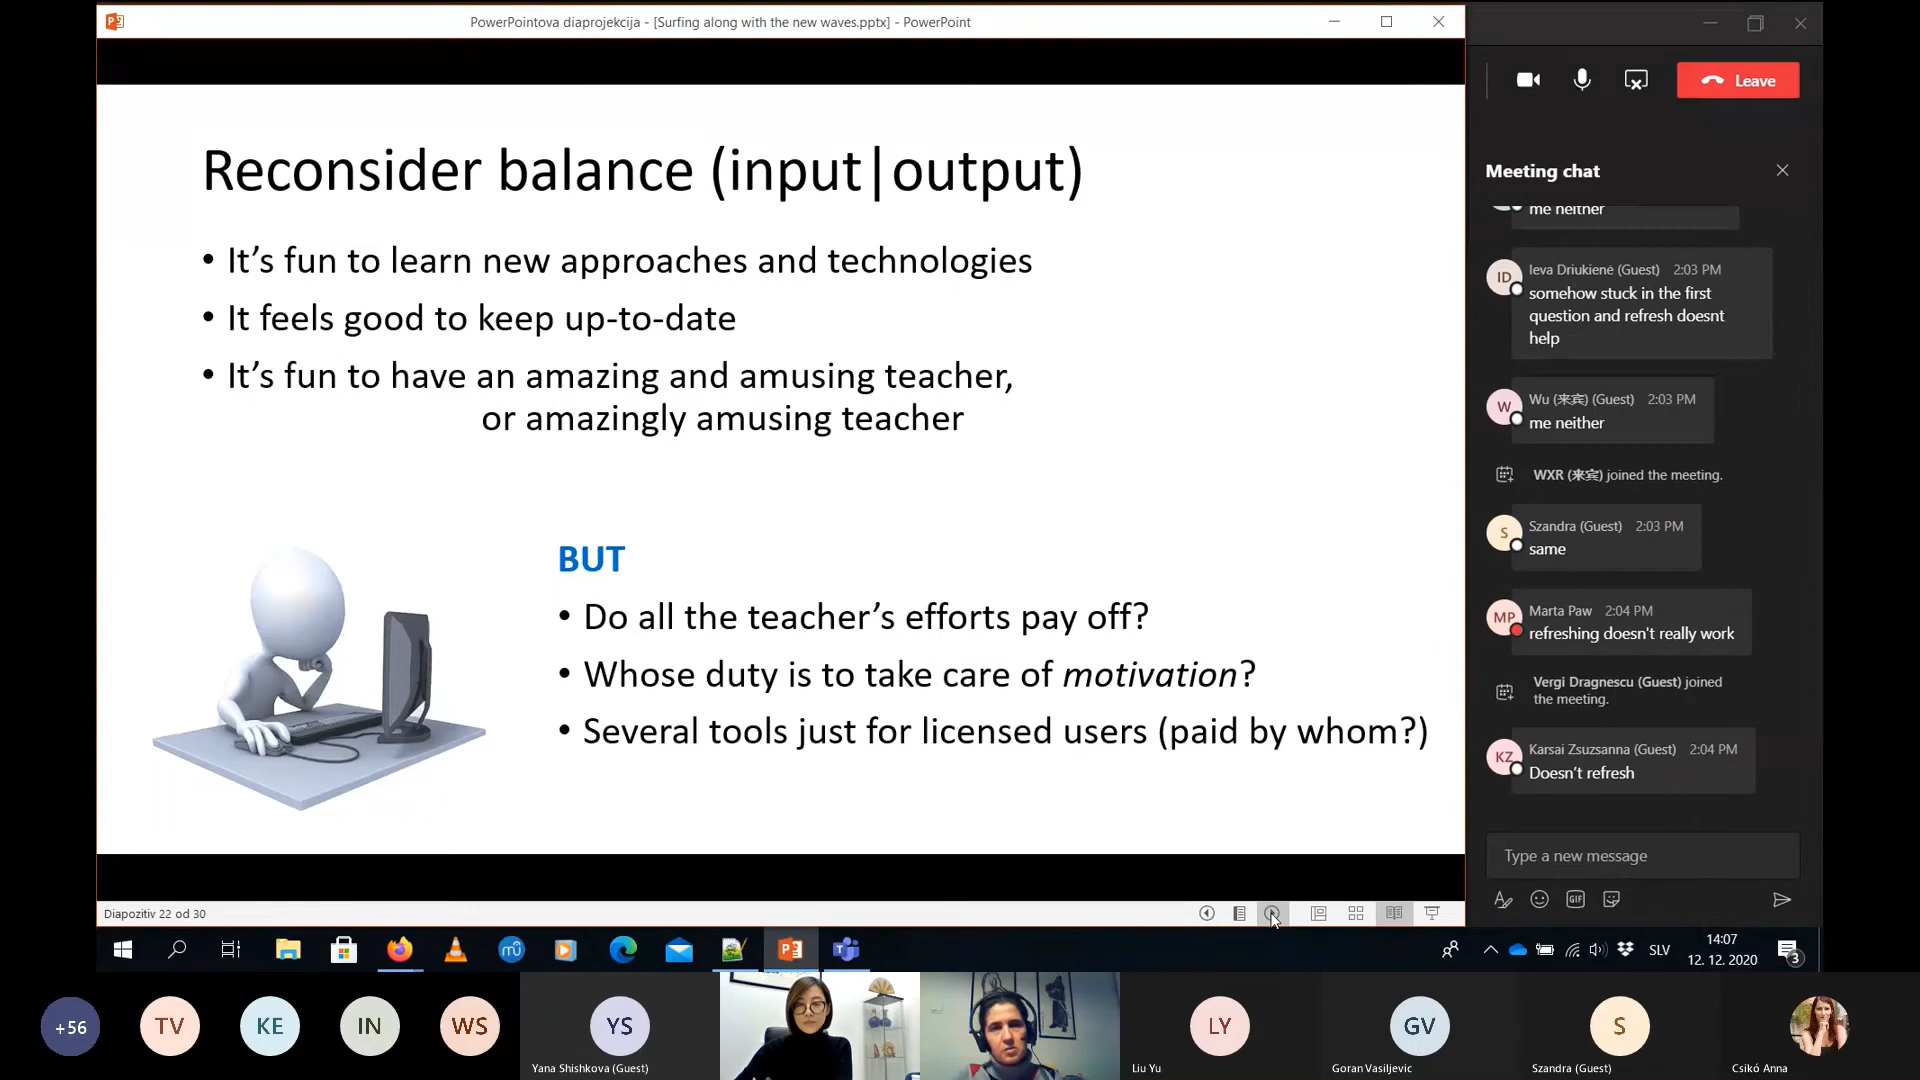 PowerPointova diaprojekcija - [Surfing along with the new waves.pptx] - PowerPoint
Reconsider balance (input|output)
• It’s fun to learn new approaches and technologies
• It feels good to keep up-to-date
• It’s fun to have an amazing and amusing teacher,
or amazingly amusing teacher
BUT
• Do all the teacher’s efforts pay off?
• Whose duty is to take care of motivation?
• Several tools just for licensed users (paid by whom?)
Diapozitiv 22 od 30
SLV
14:07
12. 12. 2020
3
Leave
Meeting chat
me neither
ID
Ieva Driukienė (Guest) 2:03 PM
somehow stuck in the first
question and refresh doesnt
help
W
Wu (来宾) (Guest) 2:03 PM
me neither
WXR (来宾) joined the meeting.
S
Szandra (Guest) 2:03 PM
same
MP
Marta Paw 2:04 PM
refreshing doesn't really work
Vergi Dragnescu (Guest) joined
the meeting.
KZ
Karsai Zsuzsanna (Guest) 2:04 PM
Doesn’t refresh
Type a new message
GIF
+56
TV
KE
IN
WS
YS
Yana Shishkova (Guest)
LY
Liu Yu
GV
Goran Vasiljevic
S
Szandra (Guest)
Csikó Anna